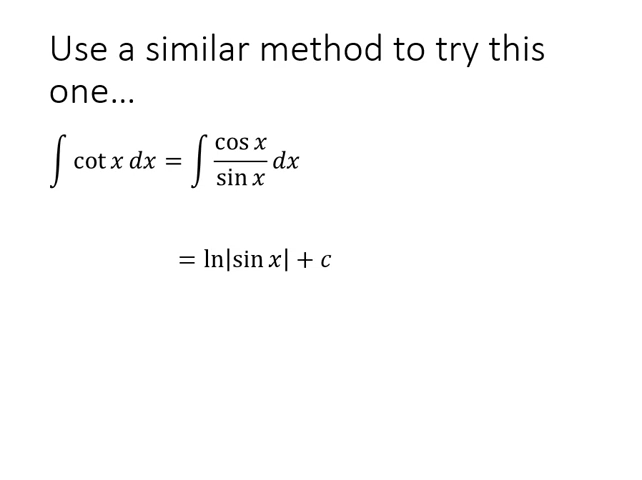 Use a similar method to try this
one...
∫ cot x dx = ∫ cos x / sin x dx
= ln|sin x| + c